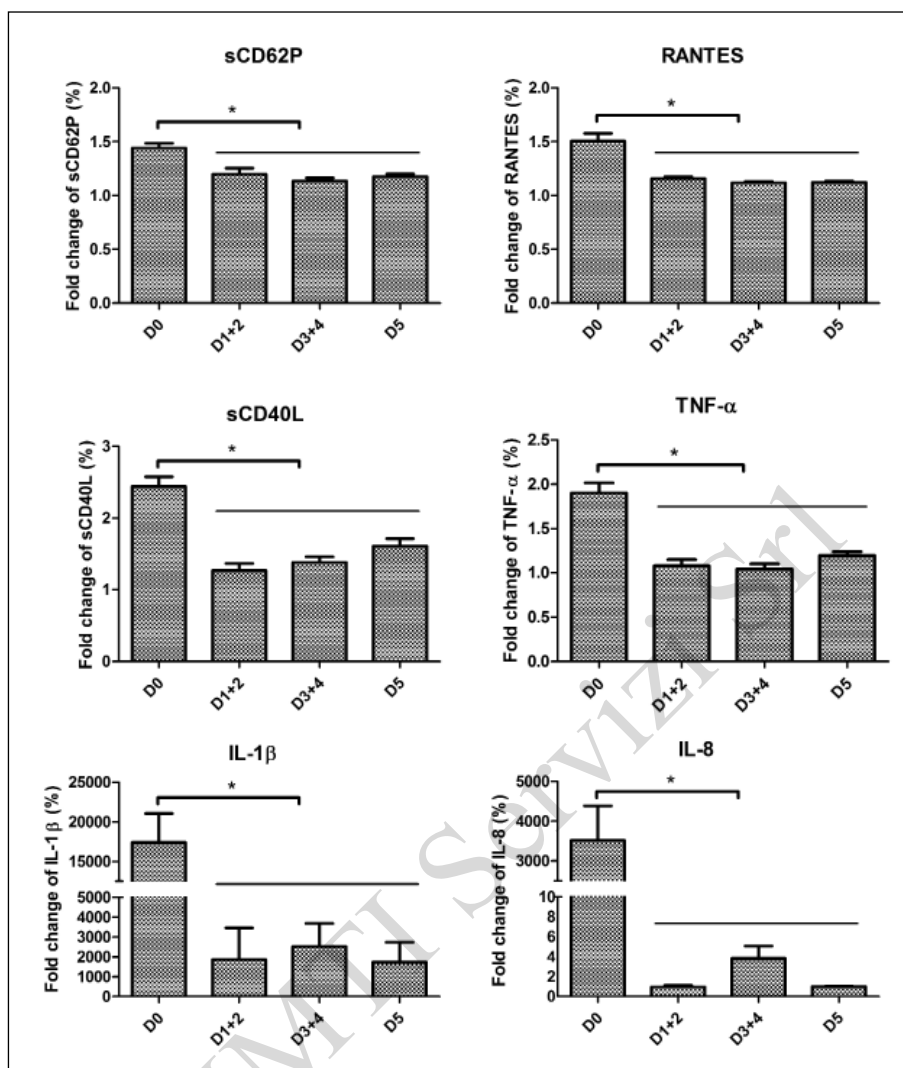 sCD62P
Fold change of sCD62P (%)
2.0
1.5
1.0
0.5
0.0
*
D0
D1+2
D3+4
D5
RANTES
Fold change of RANTES (%)
2.0
1.5
1.0
0.5
0.0
*
D0
D1+2
D3+4
D5
sCD40L
Fold change of sCD40L (%)
3
2
1
0
*
D0
D1+2
D3+4
D5
TNF-α
Fold change of TNF-α (%)
2.5
2.0
1.5
1.0
0.5
0.0
*
D0
D1+2
D3+4
D5
IL-1β
Fold change of IL-1β (%)
25000
20000
15000
5000
4000
3000
2000
1000
0
*
D0
D1+2
D3+4
D5
IL-8
Fold change of IL-8 (%)
5000
4000
3000
10
8
6
4
2
0
*
D0
D1+2
D3+4
D5
MTI Servizi Srl